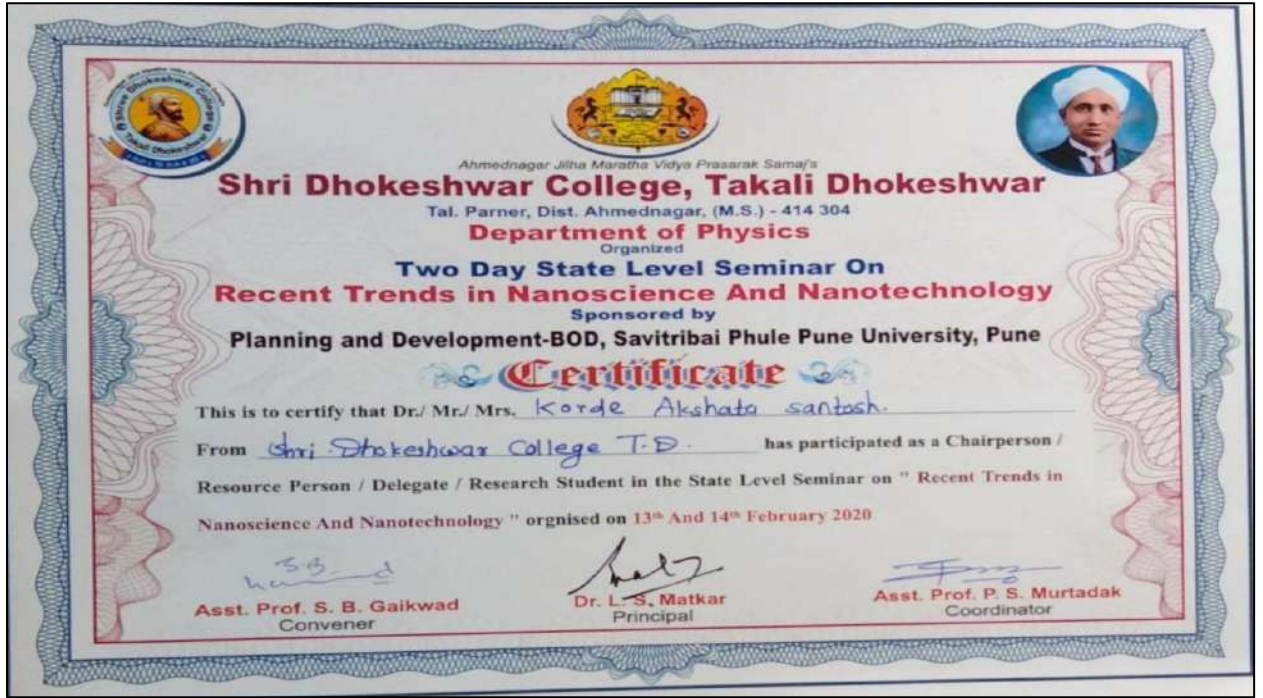 Shree Dhokeshwar College
Takali Dhokeshwar
Ahmednagar Jilha Maratha Vidya Prasarak Samaj's
Shri Dhokeshwar College, Takali Dhokeshwar
Tal. Parner, Dist. Ahmednagar, (M.S.) - 414 304
Department of Physics
Organized
Two Day State Level Seminar On
Recent Trends in Nanoscience And Nanotechnology
Sponsored by
Planning and Development-BOD, Savitribai Phule Pune University, Pune
Certificate
This is to certify that Dr./ Mr./ Mrs. Korde Akshata santosh.
From Shri. Dhokeshwar College T.D. has participated as a Chairperson /
Resource Person / Delegate / Research Student in the State Level Seminar on " Recent Trends in
Nanoscience And Nanotechnology " orgnised on 13th And 14th February 2020
Asst. Prof. S. B. Gaikwad
Convener
Dr. L. S. Matkar
Principal
Asst. Prof. P. S. Murtadak
Coordinator